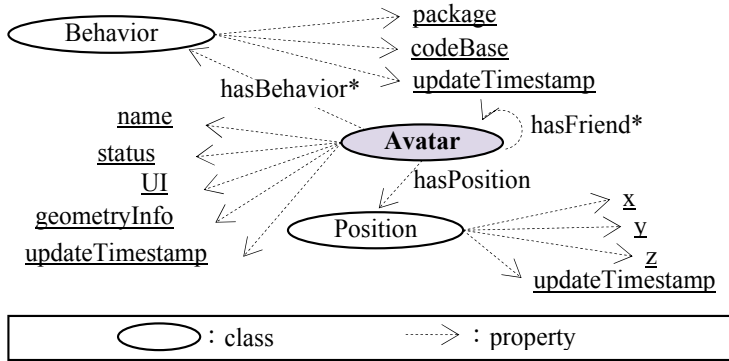 Behavior
package
codeBase
updateTimestamp
hasBehavior*
name
status
UI
geometryInfo
updateTimestamp
Avatar
hasFriend*
hasPosition
Position
x
y
z
updateTimestamp
: class
: property